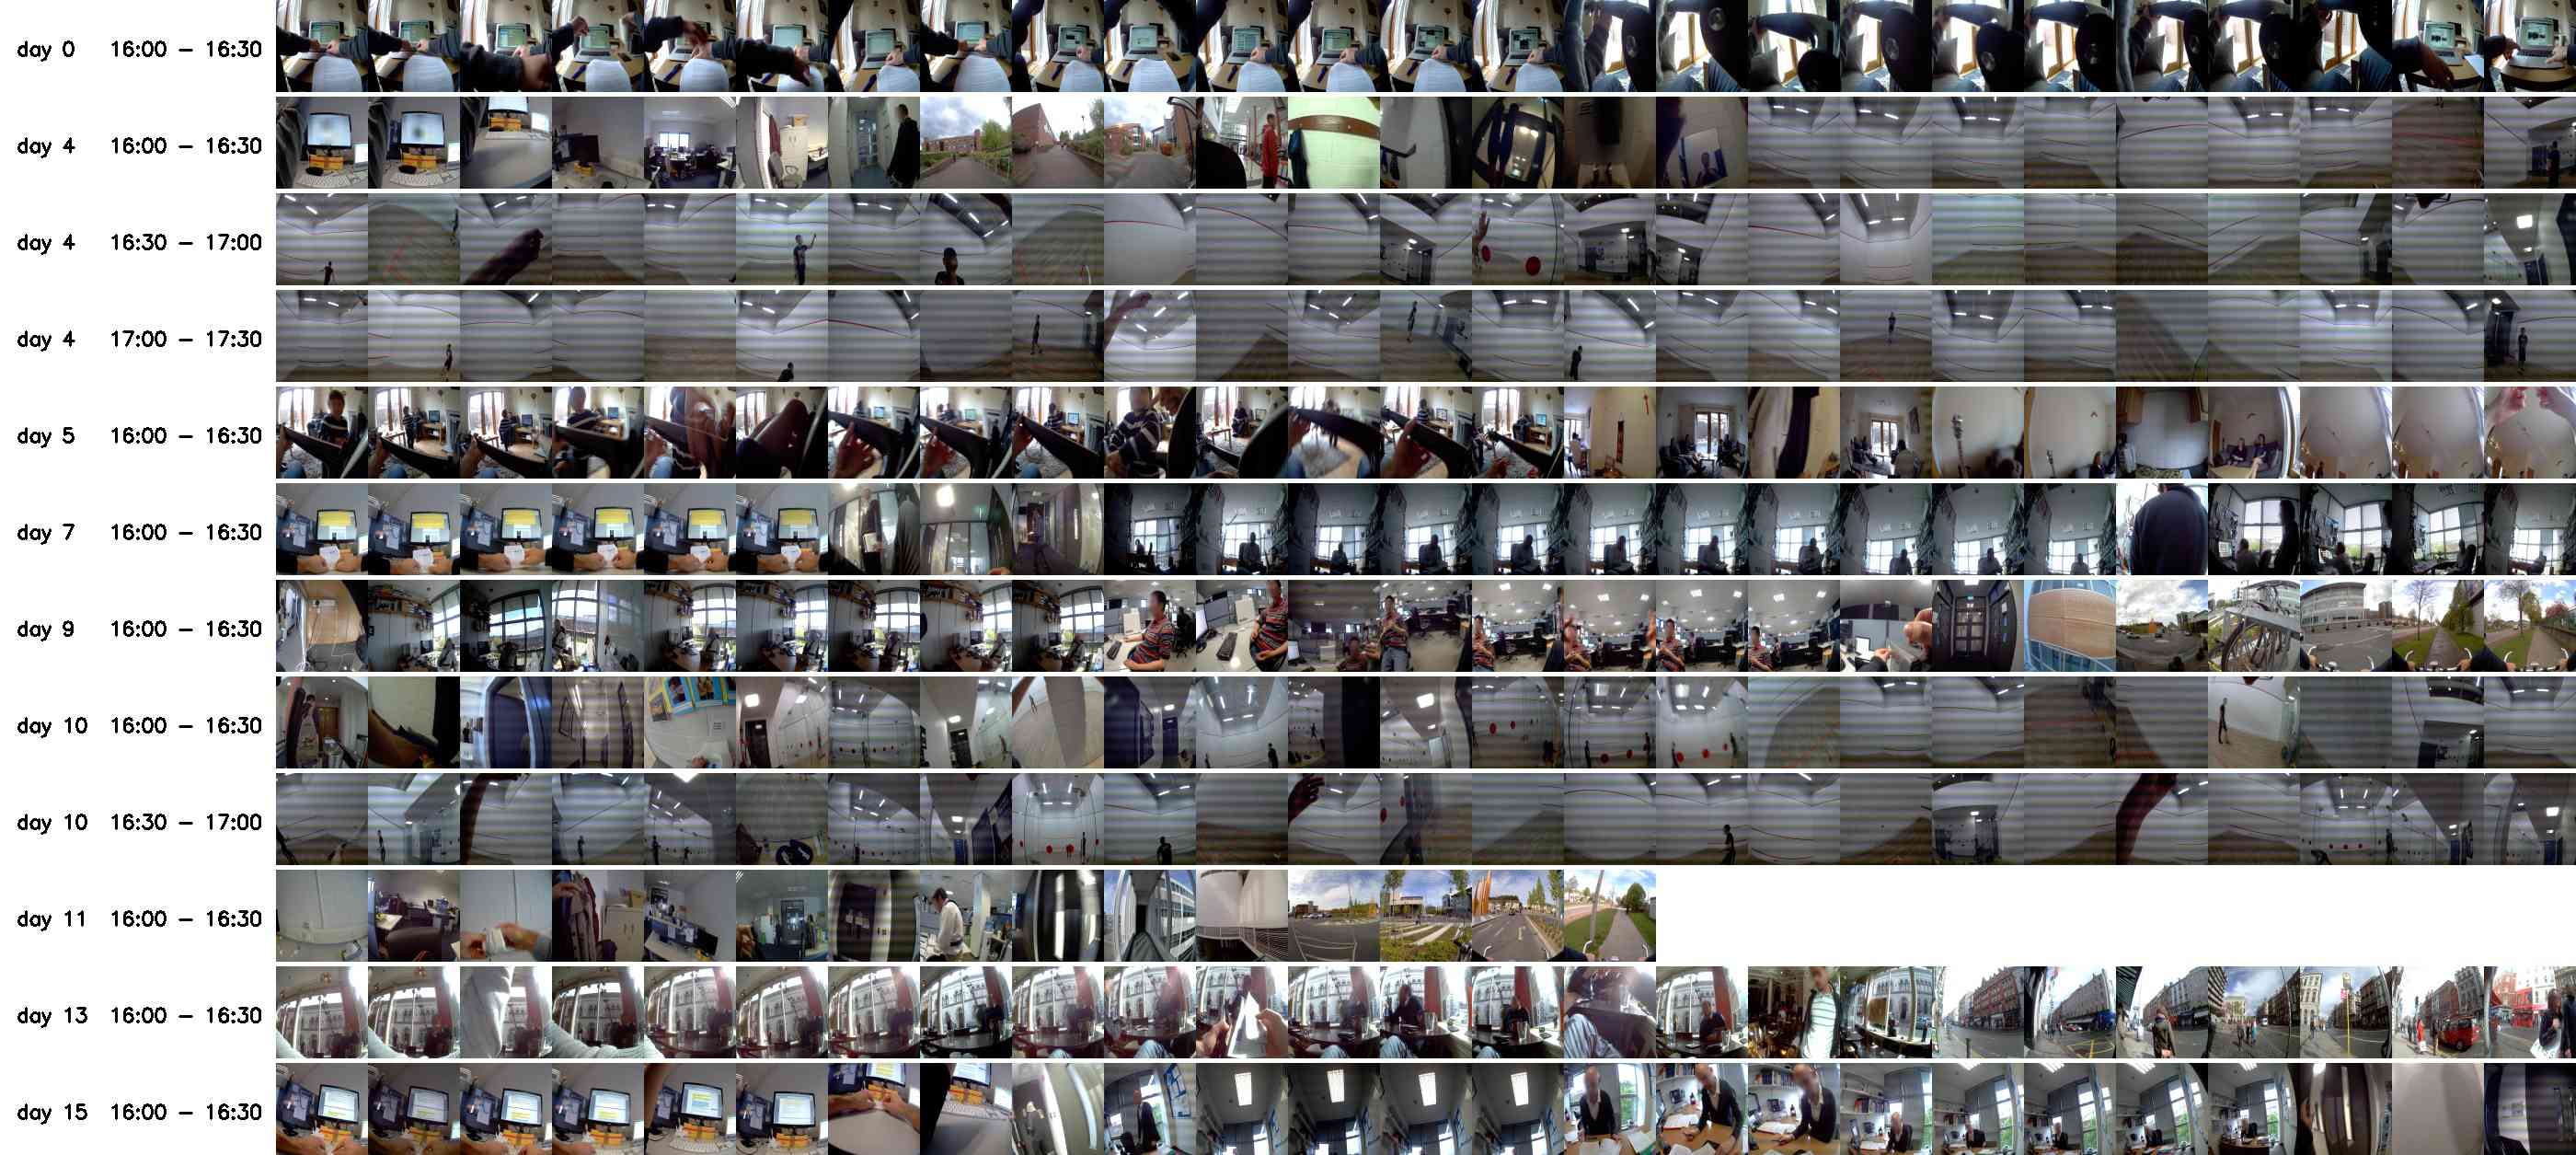 day 0 16:00 - 16:30
day 4 16:00 - 16:30
day 4 16:30 - 17:00
day 4 17:00 - 17:30
day 5 16:00 - 16:30
day 7 16:00 - 16:30
day 9 16:00 - 16:30
day 10 16:00 - 16:30
day 10 16:30 - 17:00
day 11 16:00 - 16:30
day 13 16:00 - 16:30
day 15 16:00 - 16:30